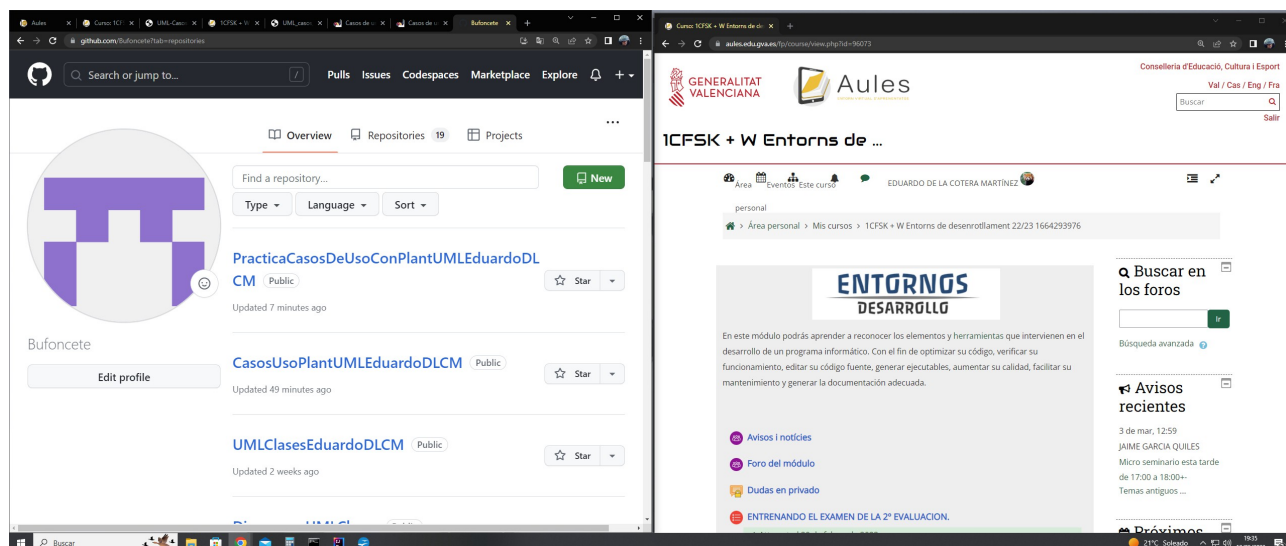 Aules
Curso: 1CF
UML-Casos
1CFSK + W
UML_casos
Casos de u
Casos de u
Bufoncete
github.com/Bufoncete?tab=repositories
Search or jump to...
/
Pulls Issues Codespaces Marketplace Explore
Overview Repositories 19 Projects
Find a repository...
New
Type Language Sort
PracticaCasosDeUsoConPlantUMLEduardoDL
CM Public
Star
Updated 7 minutes ago
Bufoncete
Edit profile
CasosUsoPlantUMLEduardoDLCM Public
Star
Updated 49 minutes ago
UMLClasesEduardoDLCM Public
Star
Updated 2 weeks ago
Buscar
Curso: 1CFSK + W Entorns de de
aules.edu.gva.es/fp/course/view.php?id=96073
GENERALITAT
VALENCIANA
Aules
Conselleria d'Educació, Cultura i Esport
Val / Cas / Eng / Fra
Buscar
Salir
1CFSK + W Entorns de ...
Área
personal
Eventos
Este curso
EDUARDO DE LA COTERA MARTÍNEZ
> Área personal > Mis cursos > 1CFSK + W Entorns de desenrotllament 22/23 1664293976
ENTORNOS
DESARROLLO
En este módulo podrás aprender a reconocer los elementos y herramientas que intervienen en el
desarrollo de un programa informático. Con el fin de optimizar su código, verificar su
funcionamiento, editar su código fuente, generar ejecutables, aumentar su calidad, facilitar su
mantenimiento y generar la documentación adecuada.
Avisos i notícies
Foro del módulo
Dudas en privado
ENTRENANDO EL EXAMEN DE LA 2º EVALUACION.
Buscar en
los foros
Ir
Búsqueda avanzada
Avisos
recientes
3 de mar, 12:59
JAIME GARCIA QUILES
Micro seminario esta tarde
de 17:00 a 18:00+-
Temas antiguos ...
Próximos
21°C Soleado
19:35